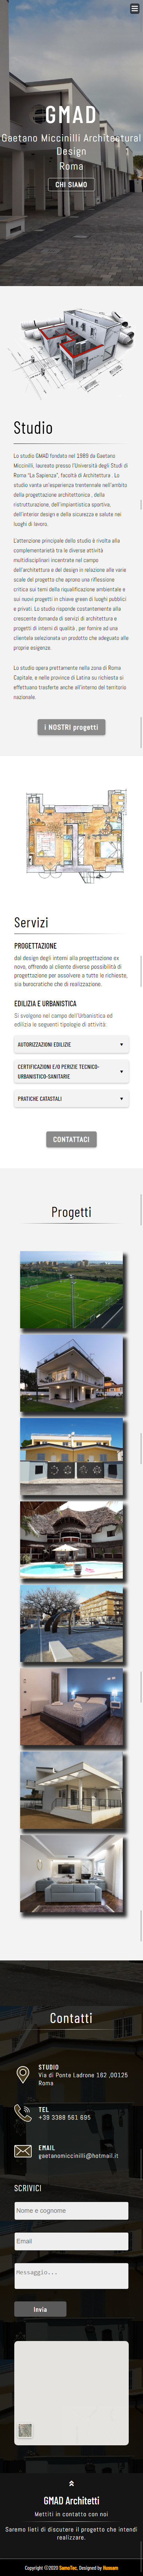 GMAD
Gaetano Miccinilli Architectural
Design
Roma
CHI SIAMO
Studio
Lo studio GMAD fondato nel 1989 da Gaetano
Miccinilli, laureato presso l'Università degli Studi di
Roma "La Sapienza", facoltà di Architettura . Lo
studio vanta un'esperienza trentennale nell'ambito
della progettazione architettonica , della
ristrutturazione, dell'impiantistica sportiva,
dell'interior design e della sicurezza e salute nei
luoghi di lavoro.
L'attenzione principale dello studio è rivolta alla
complementarietà tra le diverse attività
multidisciplinari incentrate nel campo
dell'architettura e del design in relazione alle varie
scale del progetto che aprono una riflessione
critica sui temi della riqualificazione ambientale e
sui nuovi progetti in chiave green di luoghi pubblici
e privati. Lo studio risponde costantemente alla
crescente domanda di servizi di architettura e
progetti di interni di qualità , per fornire ad una
clientela selezionata un prodotto che adeguato alle
proprie esigenze.
Lo studio opera prettamente nella zona di Roma
Capitale, e nelle province di Latina su richiesta si
effettuano trasferte anche all'interno del territorio
nazionale.
i NOSTRI progetti
Servizi
PROGETTAZIONE
dal design degli interni alla progettazione ex
novo, offrendo al cliente diverse possibilità di
progettazione per assolvere a tutte le richieste,
sia burocratiche che di realizzazione.
EDILIZIA E URBANISTICA
Si svolgono nel campo dell'Urbanistica ed
edilizia le seguenti tipologie di attività:
AUTORIZZAZIONI EDILIZIE
CERTIFICAZIONI E/O PERIZIE TECNICO-
URBANISTICO-SANITARIE
PRATICHE CATASTALI
CONTATTACI
Progetti
Contatti
STUDIO
Via di Ponte Ladrone 162 ,00125
Roma
TEL
+39 3388 561 695
EMAIL
gaetanomiccinilli@hotmail.it
SCRIVICI
Nome e cognome
Email
Messaggio...
Invia
GMAD Architetti
Mettiti in contatto con noi
Saremo lieti di discutere il progetto che intendi
realizzare.
Copyright ©2020 SamoTec. Designed by Hossam